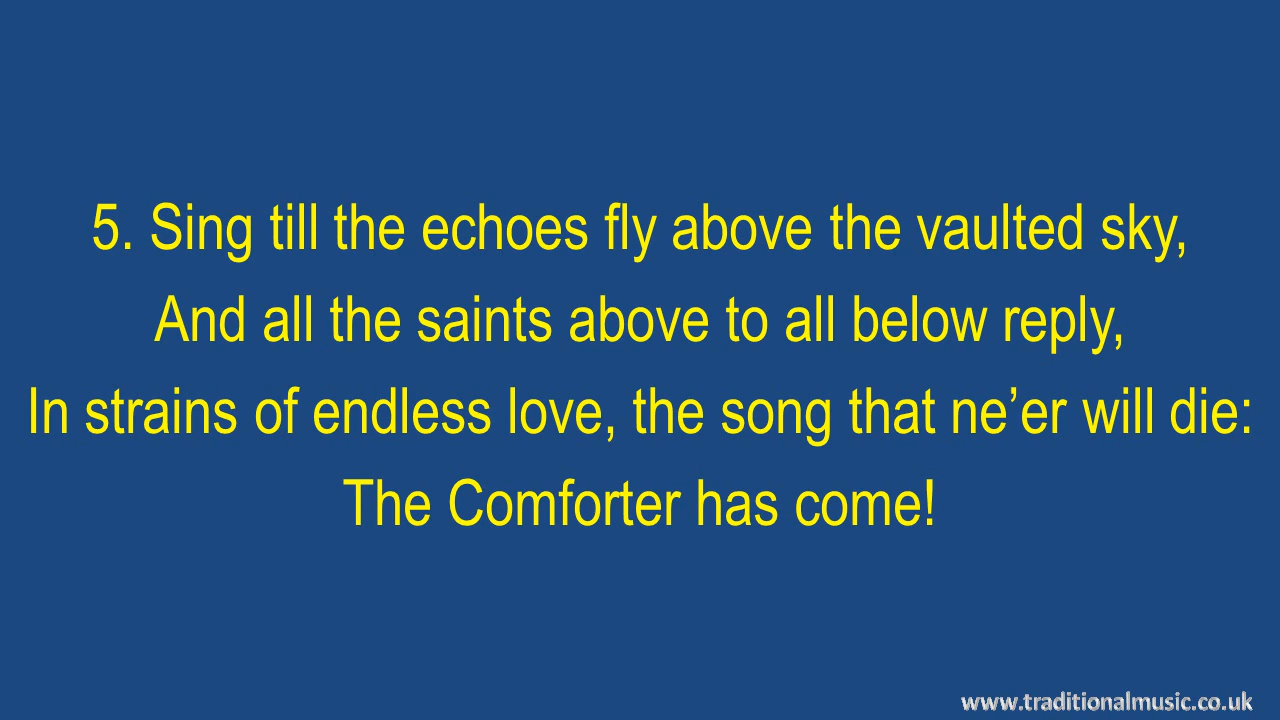 5. Sing till the echoes fly above the vaulted sky,
And all the saints above to all below reply,
In strains of endless love, the song that ne’er will die:
The Comforter has come!
www.traditionalmusic.co.uk